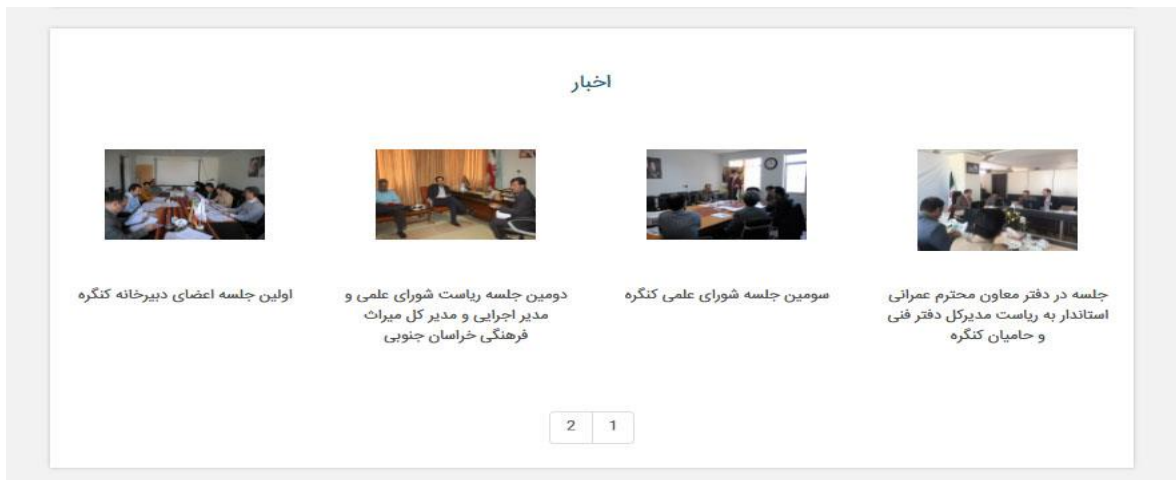 اخبار
جلسه در دفتر معاون محترم عمرانی
استاندار به ریاست مدیرکل دفتر فنی
و حامیان کنگره
سومین جلسه شورای علمی کنگره
دومین جلسه ریاست شورای علمی و
مدیر اجرایی و مدیر کل میراث
فرهنگی خراسان جنوبی
اولین جلسه اعضای دبیرخانه کنگره
1 2